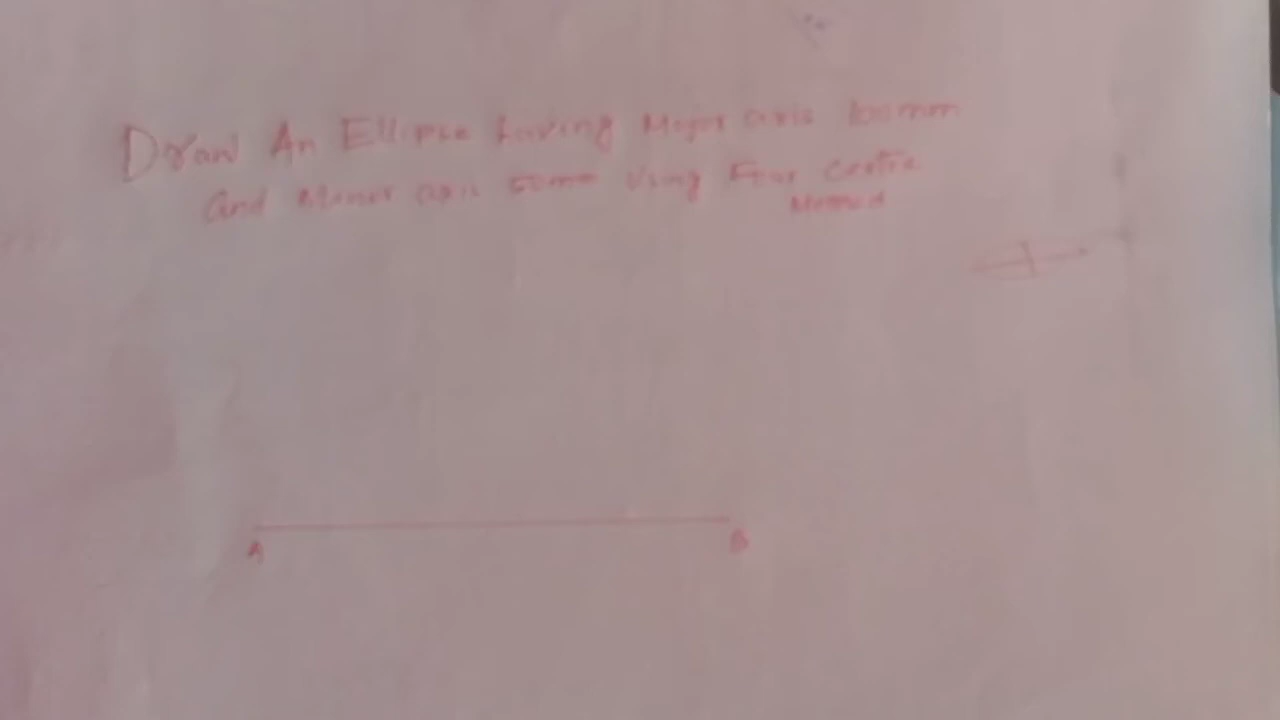 Draw An Ellipse having Major axis 100mm
and Minor axis 50mm Using Four centre
Method
A
B